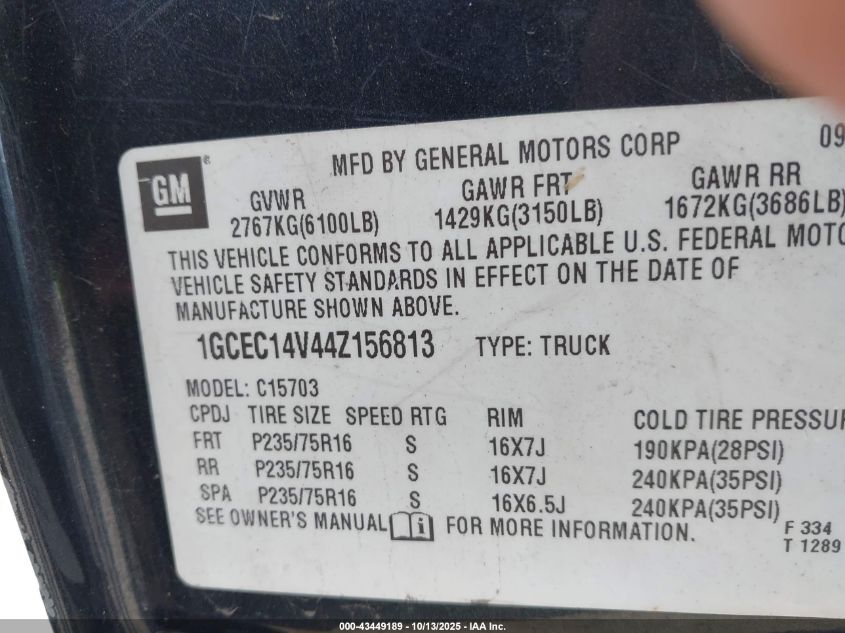 GM
MFD BY GENERAL MOTORS CORP 09
GVWR GAWR FRT GAWR RR
2767KG(6100LB) 1429KG(3150LB) 1672KG(3686LB)
THIS VEHICLE CONFORMS TO ALL APPLICABLE U.S. FEDERAL MOTO
VEHICLE SAFETY STANDARDS IN EFFECT ON THE DATE OF
MANUFACTURE SHOWN ABOVE.
1GCEC14V44Z156813 TYPE: TRUCK
MODEL: C15703
CPDJ TIRE SIZE SPEED RTG RIM COLD TIRE PRESSUR
FRT P235/75R16 S 16X7J 190KPA(28PSI)
RR P235/75R16 S 16X7J 240KPA(35PSI)
SPA P235/75R16 S 16X6.5J 240KPA(35PSI)
SEE OWNER'S MANUAL i FOR MORE INFORMATION.
F 334
T 1289
000-43449189 - 10/13/2025 - IAA Inc.